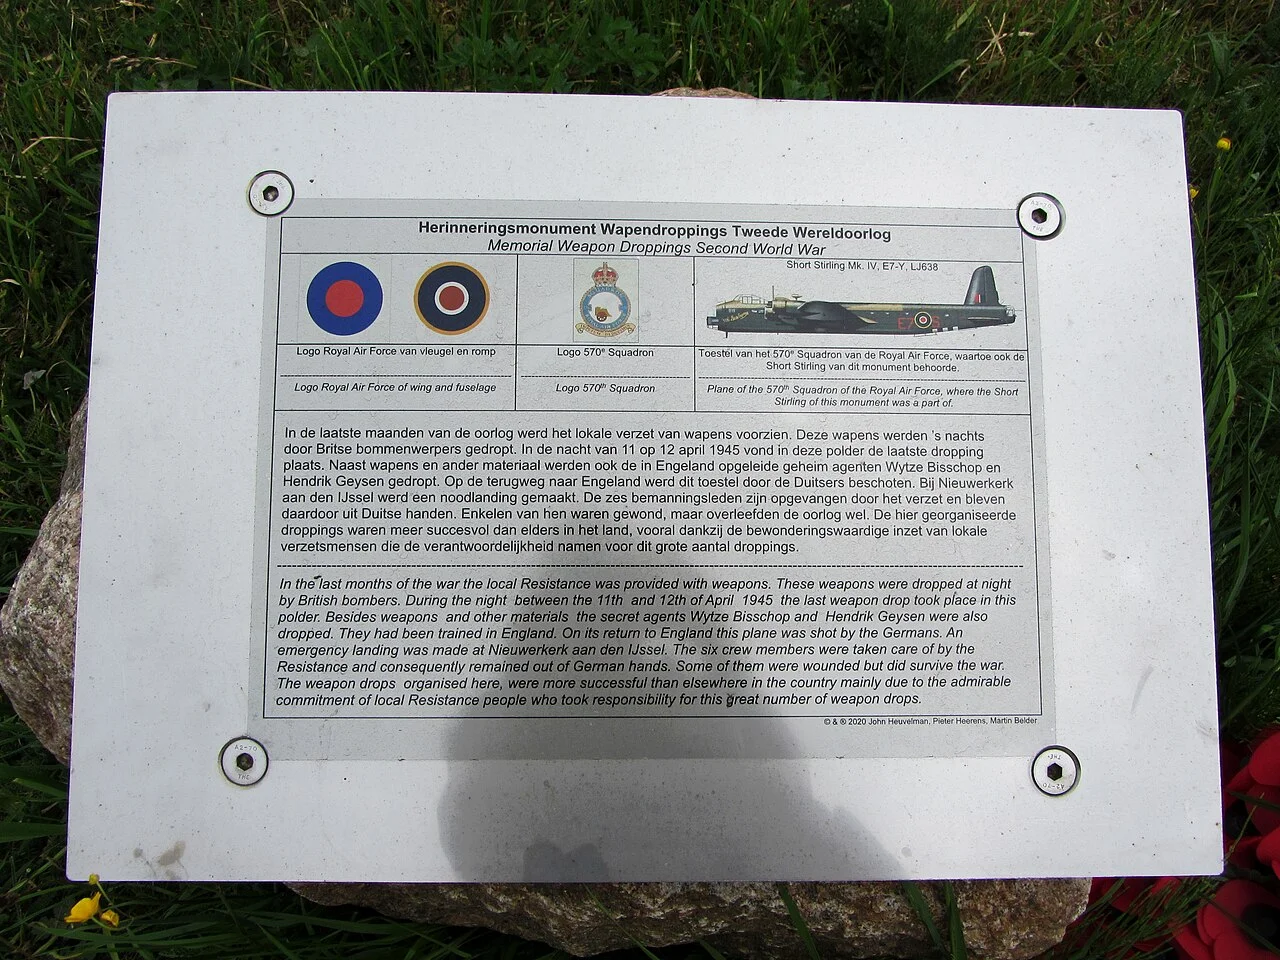 Herinneringsmonument Wapendroppings Tweede Wereldoorlog
Memorial Weapon Droppings Second World War
Short Stirling Mk. IV, E7-Y, LJ638
Logo Royal Air Force van vleugel en romp
Logo Royal Air Force of wing and fuselage
Logo 570e Squadron
Logo 570th Squadron
Toestel van het 570e Squadron van de Royal Air Force, waartoe ook de
Short Stirling van dit monument behoorde.
Plane of the 570th Squadron of the Royal Air Force, where the Short
Stirling of this monument was a part of.
In de laatste maanden van de oorlog werd het lokale verzet van wapens voorzien. Deze wapens werden 's nachts
door Britse bommenwerpers gedropt. In de nacht van 11 op 12 april 1945 vond in deze polder de laatste dropping
plaats. Naast wapens en ander materiaal werden ook de in Engeland opgeleide geheim agenten Wytze Bisschop en
Hendrik Geysen gedropt. Op de terugweg naar Engeland werd dit toestel door de Duitsers beschoten. Bij Nieuwerkerk
aan den IJssel werd een noodlanding gemaakt. De zes bemanningsleden zijn opgevangen door het verzet en bleven
daardoor uit Duitse handen. Enkelen van hen waren gewond, maar overleefden de oorlog wel. De hier georganiseerde
droppings waren meer succesvol dan elders in het land, vooral dankzij de bewonderingswaardige inzet van lokale
verzetsmensen die de verantwoordelijkheid namen voor dit grote aantal droppings.
In the last months of the war the local Resistance was provided with weapons. These weapons were dropped at night
by British bombers. During the night between the 11th and 12th of April 1945 the last weapon drop took place in this
polder. Besides weapons and other materials the secret agents Wytze Bisschop and Hendrik Geysen were also
dropped. They had been trained in England. On its return to England this plane was shot by the Germans. An
emergency landing was made at Nieuwerkerk aan den IJssel. The six crew members were taken care of by the
Resistance and consequently remained out of German hands. Some of them were wounded but did survive the war.
The weapon drops organised here, were more successful than elsewhere in the country mainly due to the admirable
commitment of local Resistance people who took responsibility for this great number of weapon drops.
© & ® 2020 John Heuvelman, Pieter Heerens, Martin Belder
A2-70
THE
A2-70
THE